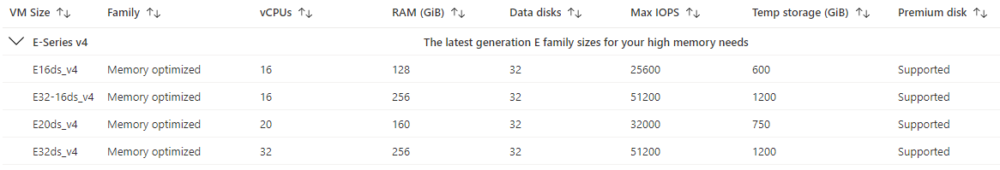 VM Size ↑↓ Family ↑↓ vCPUs ↑↓ RAM (GiB) ↑↓ Data disks ↑↓ Max IOPS ↑↓ Temp storage (GiB) ↑↓ Premium disk ↑↓
E-Series v4 The latest generation E family sizes for your high memory needs
E16ds_v4 Memory optimized 16 128 32 25600 600 Supported
E32-16ds_v4 Memory optimized 16 256 32 51200 1200 Supported
E20ds_v4 Memory optimized 20 160 32 32000 750 Supported
E32ds_v4 Memory optimized 32 256 32 51200 1200 Supported